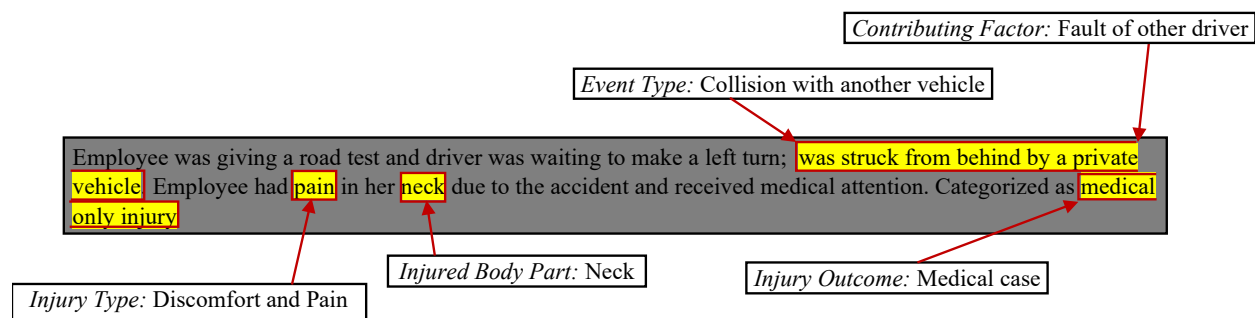 Contributing Factor: Fault of other driver
Event Type: Collision with another vehicle
Employee was giving a road test and driver was waiting to make a left turn; was struck from behind by a private
vehicle. Employee had pain in her neck due to the accident and received medical attention. Categorized as medical
only injury
Injured Body Part: Neck
Injury Outcome: Medical case
Injury Type: Discomfort and Pain